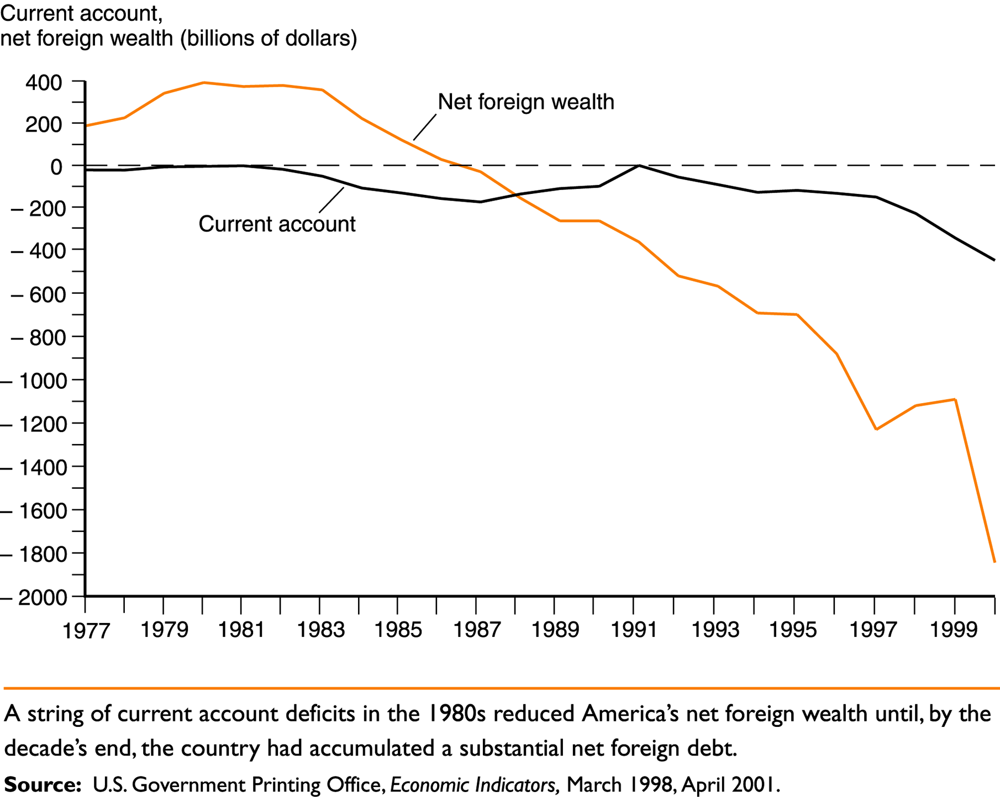 Current account,
net foreign wealth (billions of dollars)
400
Net foreign wealth
200
0
– 200
Current account
– 400
– 600
– 800
– 1000
– 1200
– 1400
– 1600
– 1800
– 2000
1977 1979 1981 1983 1985 1987 1989 1991 1993 1995 1997 1999
A string of current account deficits in the 1980s reduced America’s net foreign wealth until, by the
decade’s end, the country had accumulated a substantial net foreign debt.
Source: U.S. Government Printing Office, Economic Indicators, March 1998, April 2001.